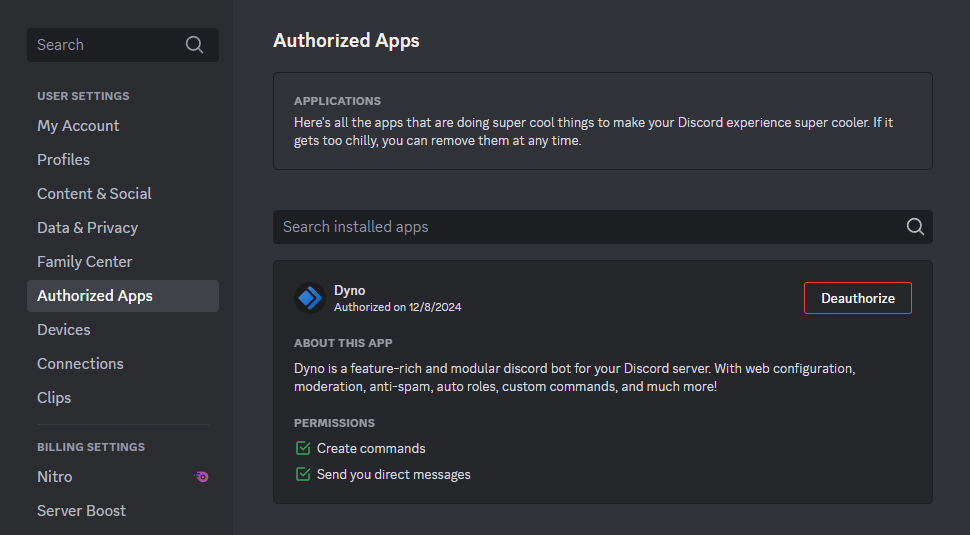 Search
USER SETTINGS
My Account
Profiles
Content & Social
Data & Privacy
Family Center
Authorized Apps
Devices
Connections
Clips
BILLING SETTINGS
Nitro
Server Boost
Authorized Apps
APPLICATIONS
Here's all the apps that are doing super cool things to make your Discord experience super cooler. If it
gets too chilly, you can remove them at any time.
Search installed apps
Dyno
Authorized on 12/8/2024
Deauthorize
ABOUT THIS APP
Dyno is a feature-rich and modular discord bot for your Discord server. With web configuration,
moderation, anti-spam, auto roles, custom commands, and much more!
PERMISSIONS
Create commands
Send you direct messages